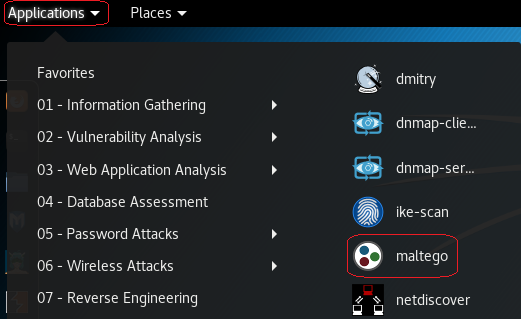 Applications Places
Favorites
01 - Information Gathering
02 - Vulnerability Analysis
03 - Web Application Analysis
04 - Database Assessment
05 - Password Attacks
06 - Wireless Attacks
07 - Reverse Engineering
dmitry
dnmap-clie...
dnmap-ser...
ike-scan
maltego
netdiscover